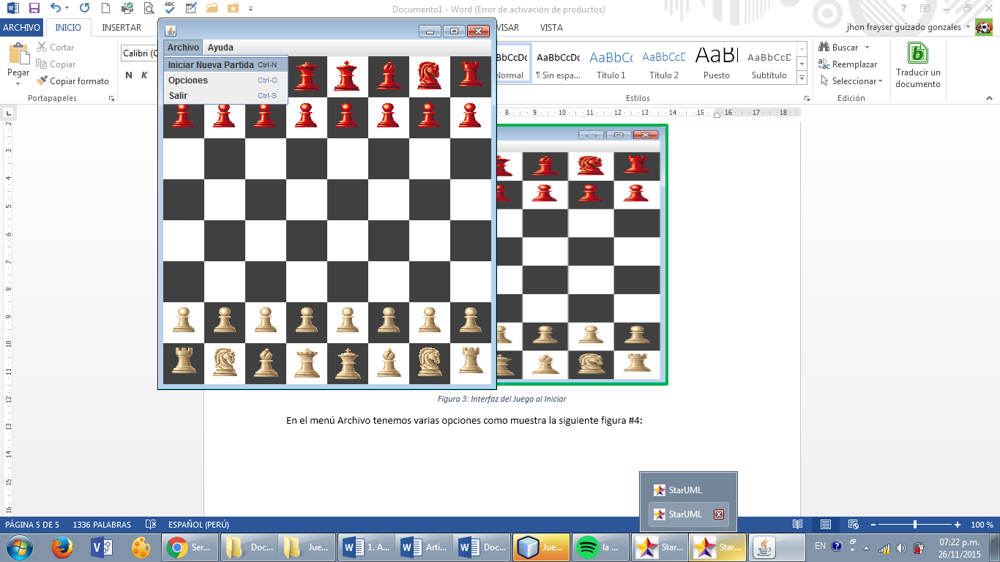 Documento1 - Word (Error de activación de productos)
ARCHIVO INICIO INSERTAR VISAR VISTA
jhon frayser guizado gonzales
Pegar
Cortar
Copiar
Copiar formato
Portapapeles
Calibri (C
N K
Normal
AaBbCcDc
¶ Sin espa...
AaBbCc
Título 1
AaBbCcD
Título 2
AaB
Puesto
AaBbCcD
Subtítulo
Estilos
Buscar
Reemplazar
Seleccionar
Edición
Traducir un
documento
Archivo Ayuda
Iniciar Nueva Partida Ctrl-N
Opciones Ctrl-O
Salir Ctrl-S
8 9 10 11 12 13 14 15 16 17 18
2
3
4
5
6
7
8
9
10
11
12
13
14
15
16
Figura 3: Interfaz del Juego al Iniciar
En el menú Archivo tenemos varias opciones como muestra la siguiente figura #4:
StarUML
StarUML
PÁGINA 5 DE 5 1336 PALABRAS ESPAÑOL (PERÚ) 100 %
Ser... Doc... Jue... 1. A... Arti... Doc... Jue... la ... Star... Star...
EN 07:22 p.m.
26/11/2015